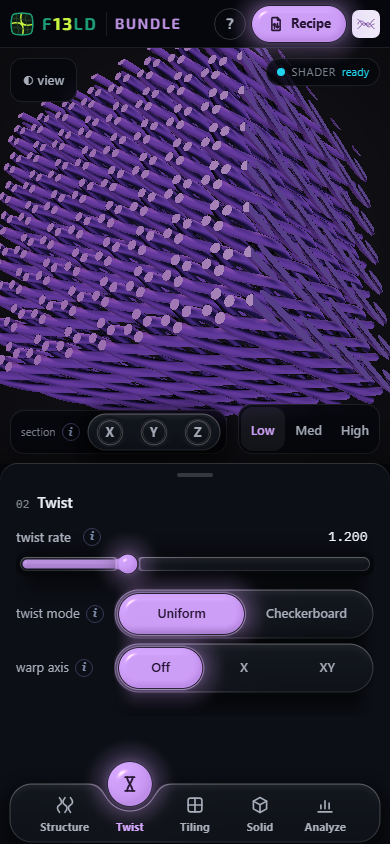 F13LD BUNDLE ? Recipe
view
SHADER ready
section i X Y Z Low Med High
02 Twist
twist rate i 1.200
twist mode i Uniform Checkerboard
warp axis i Off X XY
Structure Twist Tiling Solid Analyze